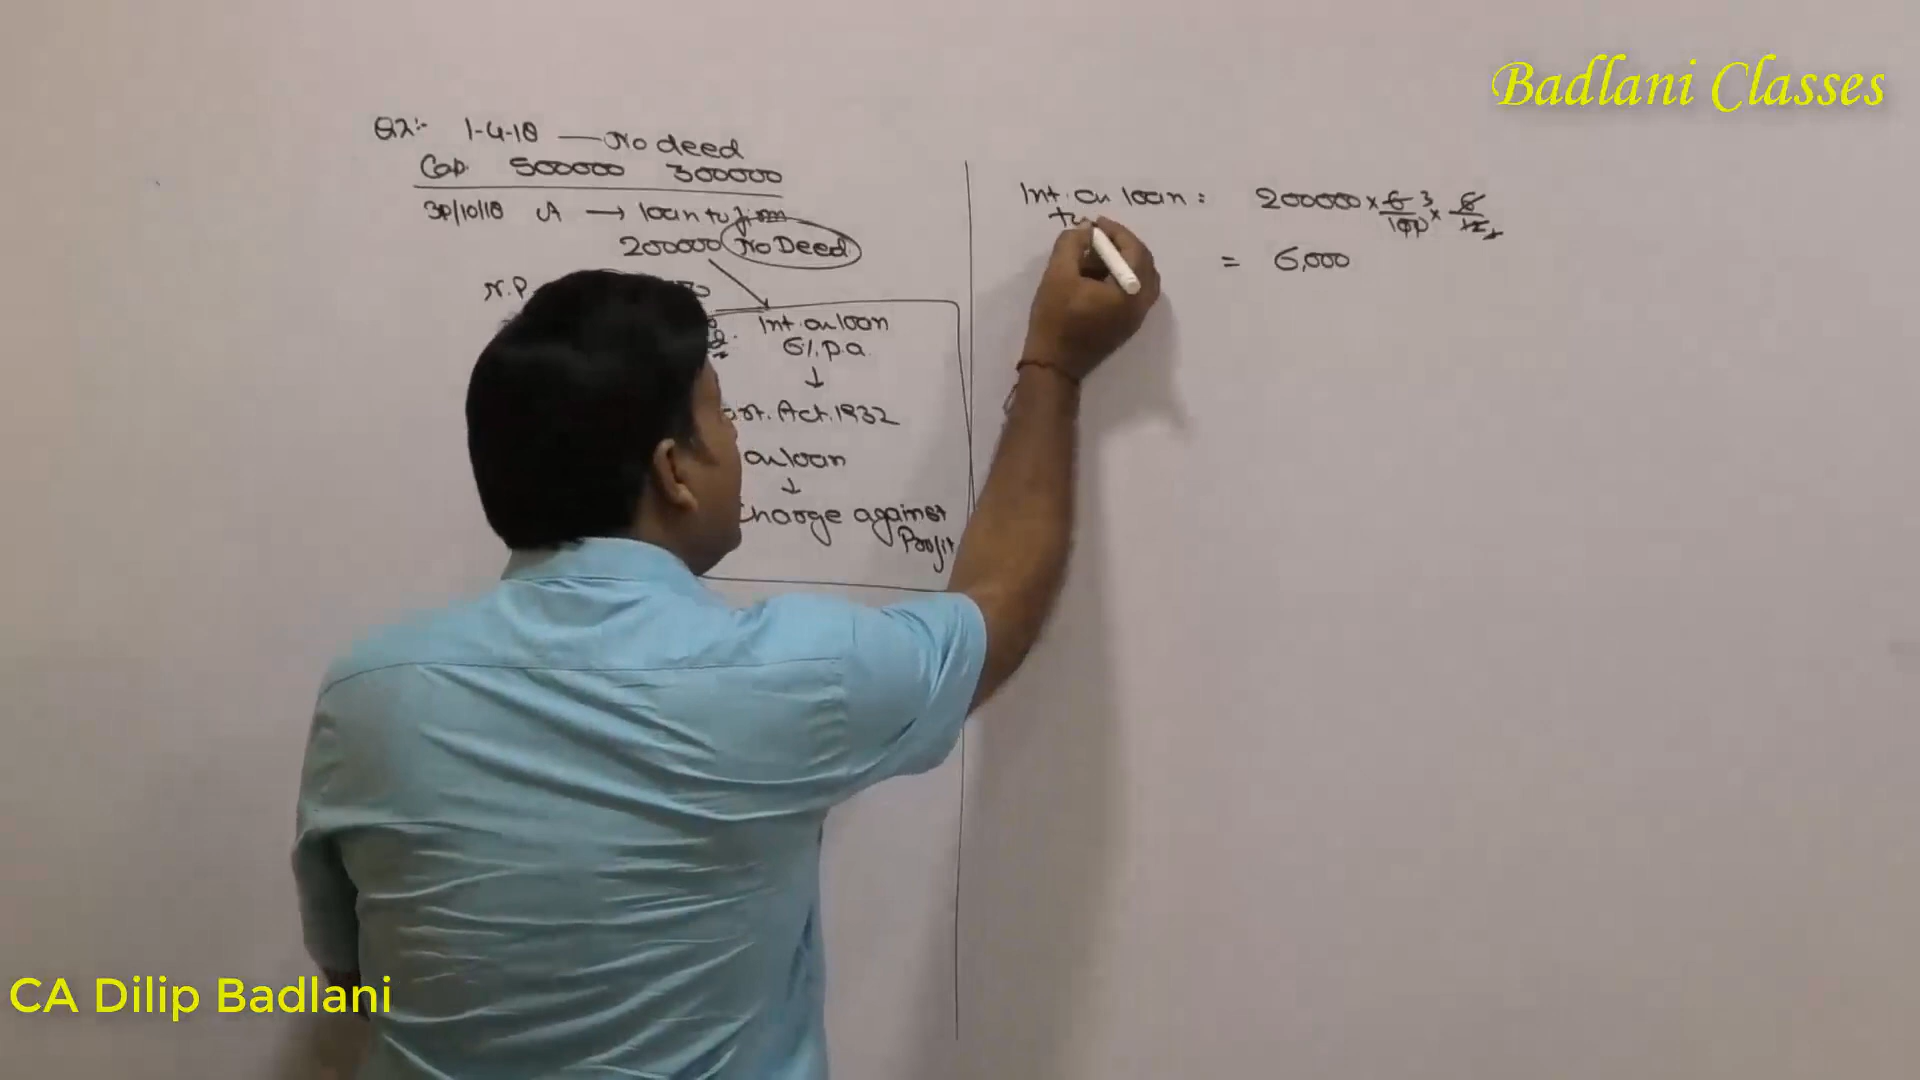 Badlani Classes
Q2:- 1-4-18 — No deed
Cap. 500000 300000
30/10/18 A → loan to firm
200000 No Deed
N.P.
Int. on loan
6% p.a.
↓
Act. 1932
on loan
↓
Charge against
Profit
Int. on loan = 200000 × 6 3 / 100 × 6 / 12
to
= 6,000
CA Dilip Badlani